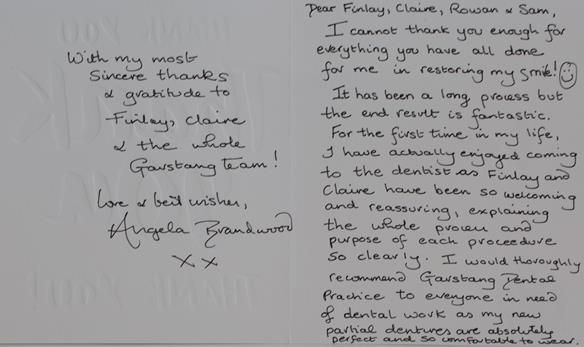 With my most
Sincere thanks
& gratitude to
Finlay, Claire
& the whole
Garstang Team!
Love & best wishes,
Angela Brandwood
xx
Dear Finlay, Claire, Rowan & Sam,
I cannot thank you enough for
everything you have all done
for me in restoring my smile!
It has been a long process but
the end result is fantastic.
For the first time in my life,
I have actually enjoyed coming
to the dentist as Finlay and
Claire have been so welcoming
and reassuring, explaining
the whole process and
purpose of each proceedure
so clearly. I would thoroughly
recommend Garstang Dental
Practice to everyone in need
of dental work as my new
partial dentures are absolutely
perfect and so comfortable to wear.
THANK YOU!